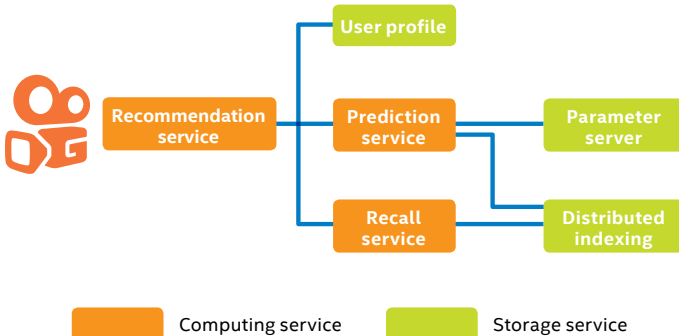 User profile
Recommendation
service
Prediction
service
Parameter
server
Recall
service
Distributed
indexing
Computing service
Storage service